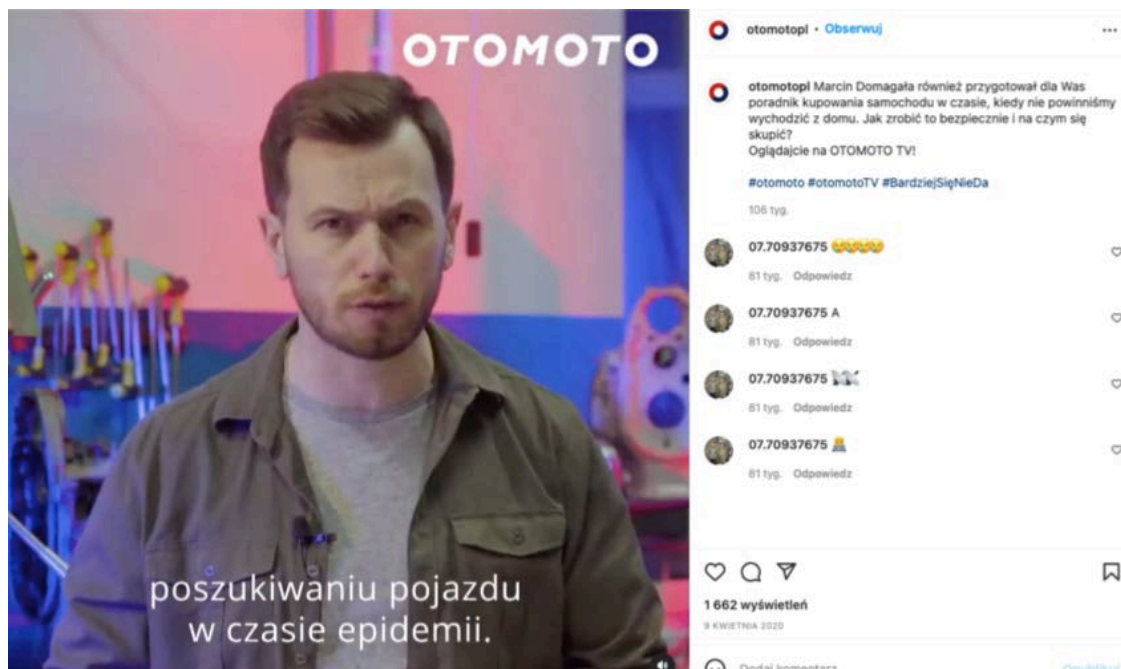 OTOMOTO
poszukiwaniu pojazdu
w czasie epidemii.
otomotopl • Obserwuj
otomotopl Marcin Domagała również przygotował dla Was
poradnik kupowania samochodu w czasie, kiedy nie powinniśmy
wychodzić z domu. Jak zrobić to bezpiecznie i na czym się
skupić?
Oglądajcie na OTOMOTO TV!
#otomoto #otomotoTV #BardziejSięNieDa
106 tyg.
07.70937675 😂😂😂😂
81 tyg. Odpowiedz
07.70937675 A
81 tyg. Odpowiedz
07.70937675
81 tyg. Odpowiedz
07.70937675
81 tyg. Odpowiedz
1 662 wyświetleń
9 KWIETNIA 2020
Dodaj komentarz
Opublikuj